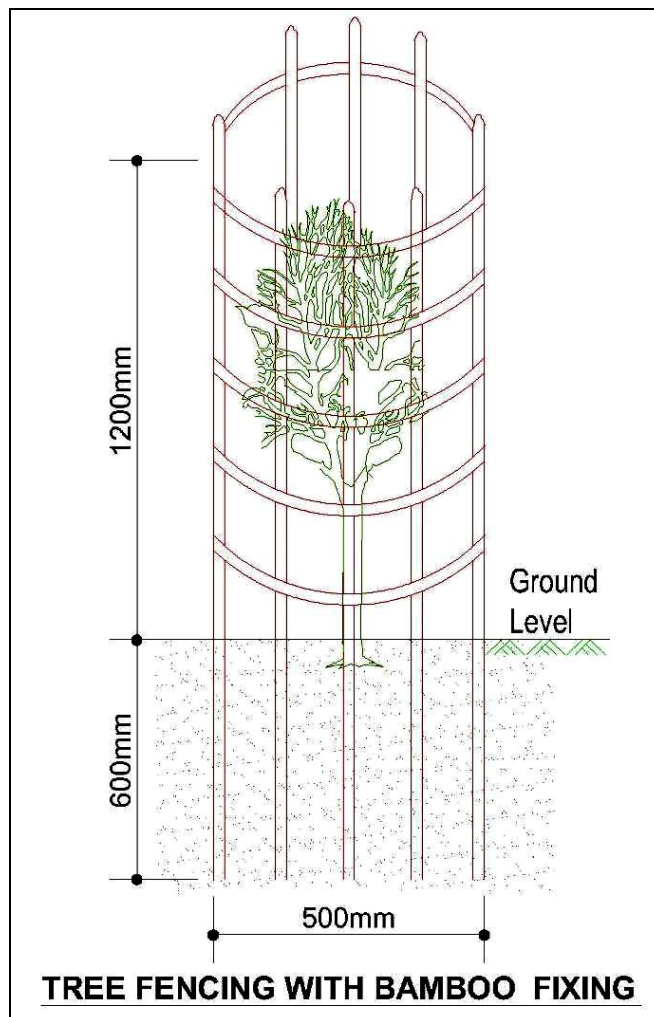 1200mm
Ground
Level
600mm
500mm
TREE FENCING WITH BAMBOO FIXING